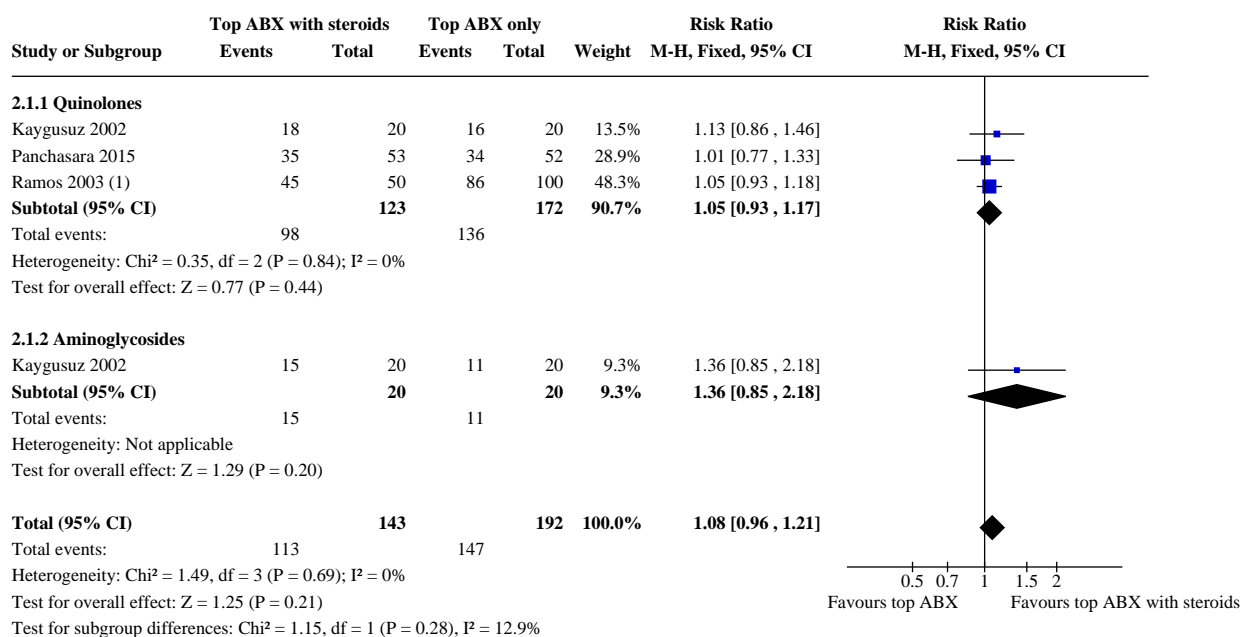 Top ABX with steroids Top ABX only Risk Ratio Risk Ratio
Study or Subgroup Events Total Events Total Weight M-H, Fixed, 95% CI M-H, Fixed, 95% CI
2.1.1 Quinolones
Kaygusuz 2002 18 20 16 20 13.5% 1.13 [0.86 , 1.46]
Panchasara 2015 35 53 34 52 28.9% 1.01 [0.77 , 1.33]
Ramos 2003 (1) 45 50 86 100 48.3% 1.05 [0.93 , 1.18]
Subtotal (95% CI) 123 172 90.7% 1.05 [0.93 , 1.17]
Total events: 98 136
Heterogeneity: Chi² = 0.35, df = 2 (P = 0.84); I² = 0%
Test for overall effect: Z = 0.77 (P = 0.44)
2.1.2 Aminoglycosides
Kaygusuz 2002 15 20 11 20 9.3% 1.36 [0.85 , 2.18]
Subtotal (95% CI) 20 20 9.3% 1.36 [0.85 , 2.18]
Total events: 15 11
Heterogeneity: Not applicable
Test for overall effect: Z = 1.29 (P = 0.20)
Total (95% CI) 143 192 100.0% 1.08 [0.96 , 1.21]
Total events: 113 147
Heterogeneity: Chi² = 1.49, df = 3 (P = 0.69); I² = 0%
0.5 0.7 1 1.5 2
Test for overall effect: Z = 1.25 (P = 0.21) Favours top ABX Favours top ABX with steroids
Test for subgroup differences: Chi² = 1.15, df = 1 (P = 0.28), I² = 12.9%